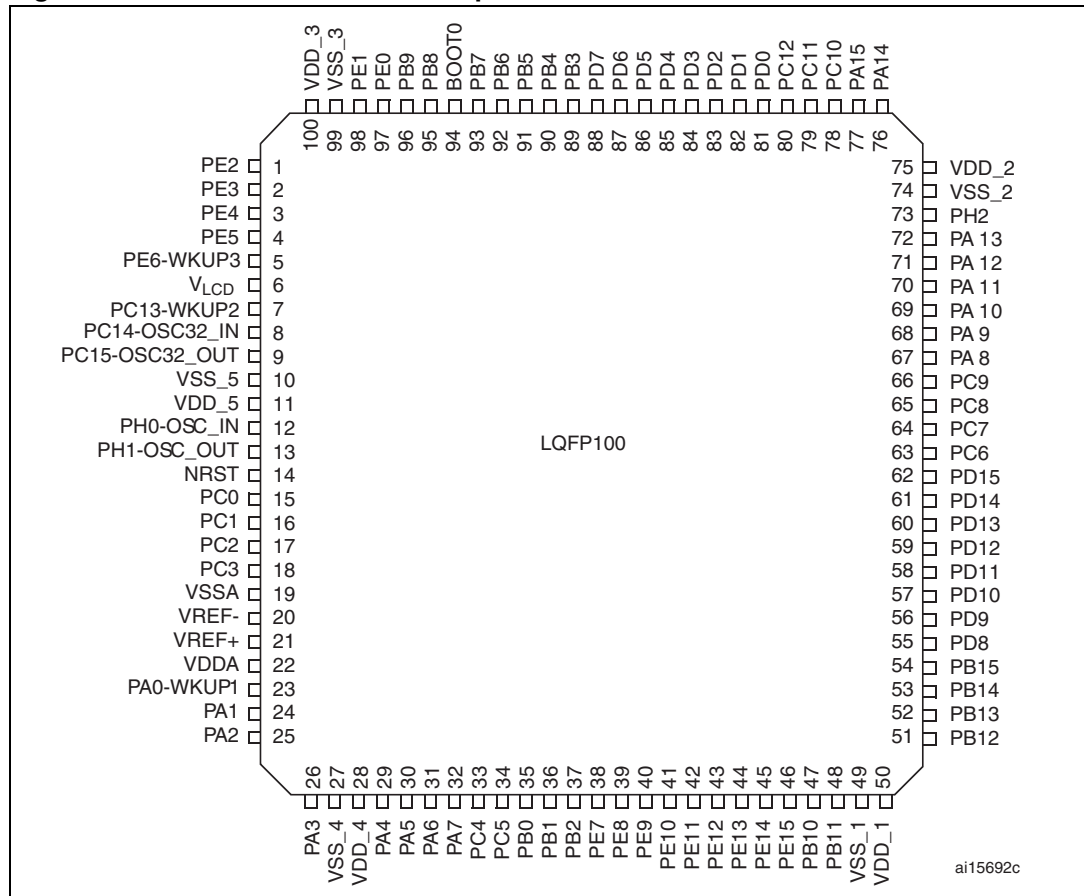 VDD_3
VSS_3
PE1
PE0
PB9
PB8
BOOT0
PB7
PB6
PB5
PB4
PB3
PD7
PD6
PD5
PD4
PD3
PD2
PD1
PD0
PC12
PC11
PC10
PA15
PA14
100 99 98 97 96 95 94 93 92 91 90 89 88 87 86 85 84 83 82 81 80 79 78 77 76
PE2 1
PE3 2
PE4 3
PE5 4
PE6-WKUP3 5
VLCD 6
PC13-WKUP2 7
PC14-OSC32_IN 8
PC15-OSC32_OUT 9
VSS_5 10
VDD_5 11
PH0-OSC_IN 12
PH1-OSC_OUT 13
NRST 14
PC0 15
PC1 16
PC2 17
PC3 18
VSSA 19
VREF- 20
VREF+ 21
VDDA 22
PA0-WKUP1 23
PA1 24
PA2 25
LQFP100
75 VDD_2
74 VSS_2
73 PH2
72 PA 13
71 PA 12
70 PA 11
69 PA 10
68 PA 9
67 PA 8
66 PC9
65 PC8
64 PC7
63 PC6
62 PD15
61 PD14
60 PD13
59 PD12
58 PD11
57 PD10
56 PD9
55 PD8
54 PB15
53 PB14
52 PB13
51 PB12
26 27 28 29 30 31 32 33 34 35 36 37 38 39 40 41 42 43 44 45 46 47 48 49 50
PA3
VSS_4
VDD_4
PA4
PA5
PA6
PA7
PC4
PC5
PB0
PB1
PB2
PE7
PE8
PE9
PE10
PE11
PE12
PE13
PE14
PE15
PB10
PB11
VSS_1
VDD_1
ai15692c